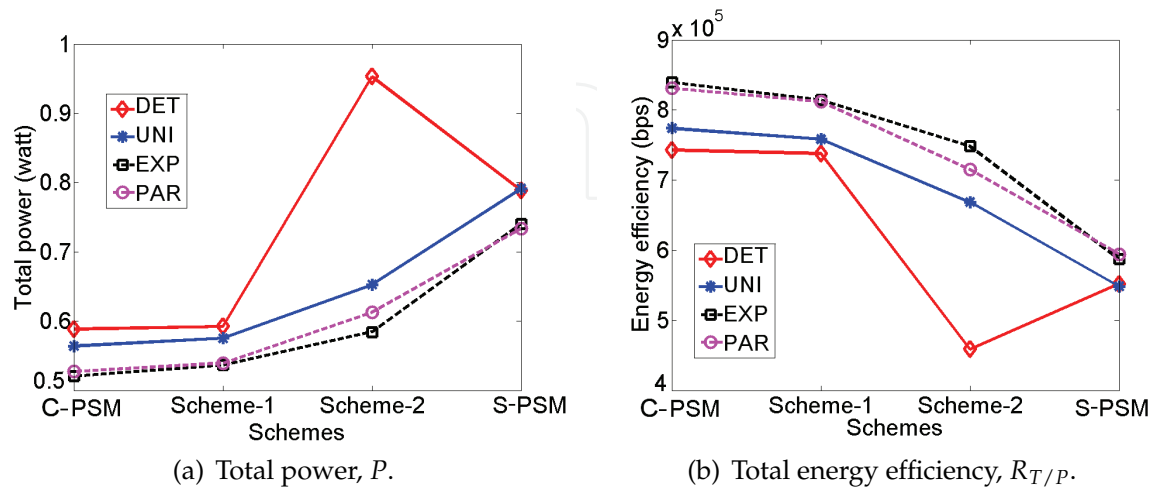 1
0.9
0.8
0.7
0.6
0.5
Total power (watt)
DET
UNI
EXP
PAR
C-PSM Scheme-1 Scheme-2 S-PSM
Schemes
(a) Total power, P.
9 x 10^5
8
7
6
5
4
Energy efficiency (bps)
DET
UNI
EXP
PAR
C-PSM Scheme-1 Scheme-2 S-PSM
Schemes
(b) Total energy efficiency, R_{T/P}.